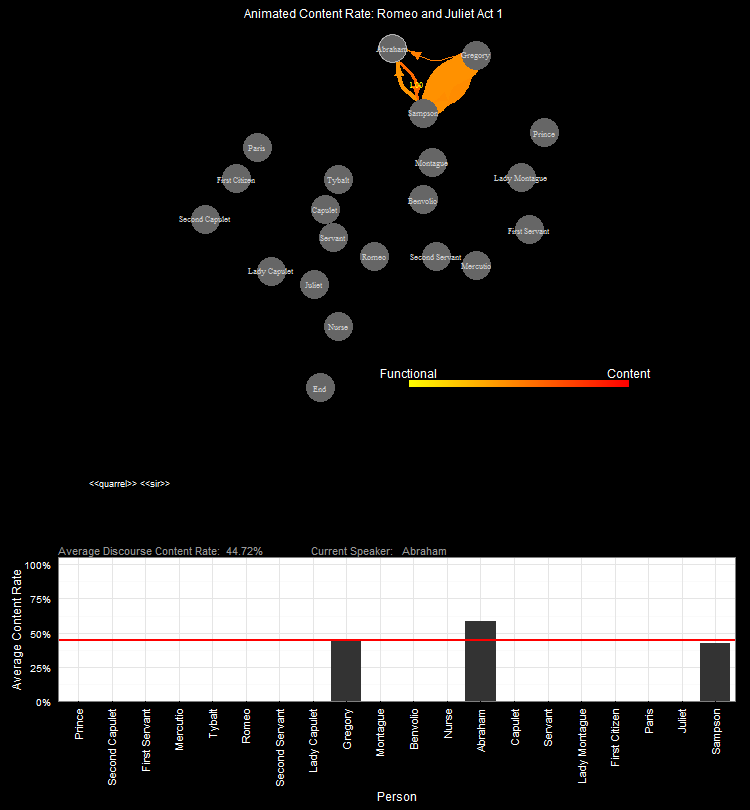 Animated Content Rate: Romeo and Juliet Act 1
Abraham
Gregory
1.00
Sampson
Prince
Paris
Montague
First Citizen
Tybalt
Lady Montague
Benvolio
Capulet
Second Capulet
First Servant
Servant
Romeo
Second Servant
Mercutio
Lady Capulet
Juliet
Nurse
Functional
Content
End
<<quarrel>> <<sir>>
Average Discourse Content Rate: 44.72%
Current Speaker: Abraham
Average Content Rate
100%
75%
50%
25%
0%
Prince
Second Capulet
First Servant
Mercutio
Tybalt
Romeo
Second Servant
Lady Capulet
Gregory
Montague
Benvolio
Nurse
Abraham
Capulet
Servant
Lady Montague
First Citizen
Paris
Juliet
Sampson
Person